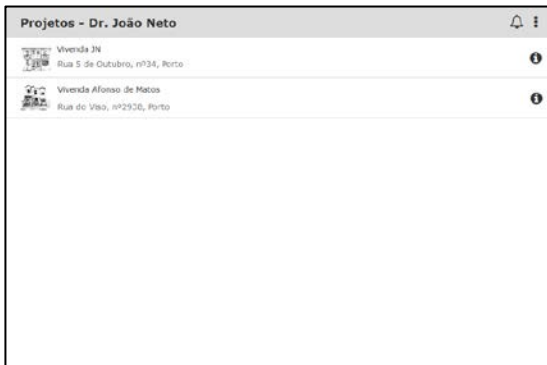 Projetos - Dr. João Neto
Vivenda JN
Rua 5 de Outubro, nº34, Porto
Vivenda Afonso de Matos
Rua do Viso, nº2930, Porto